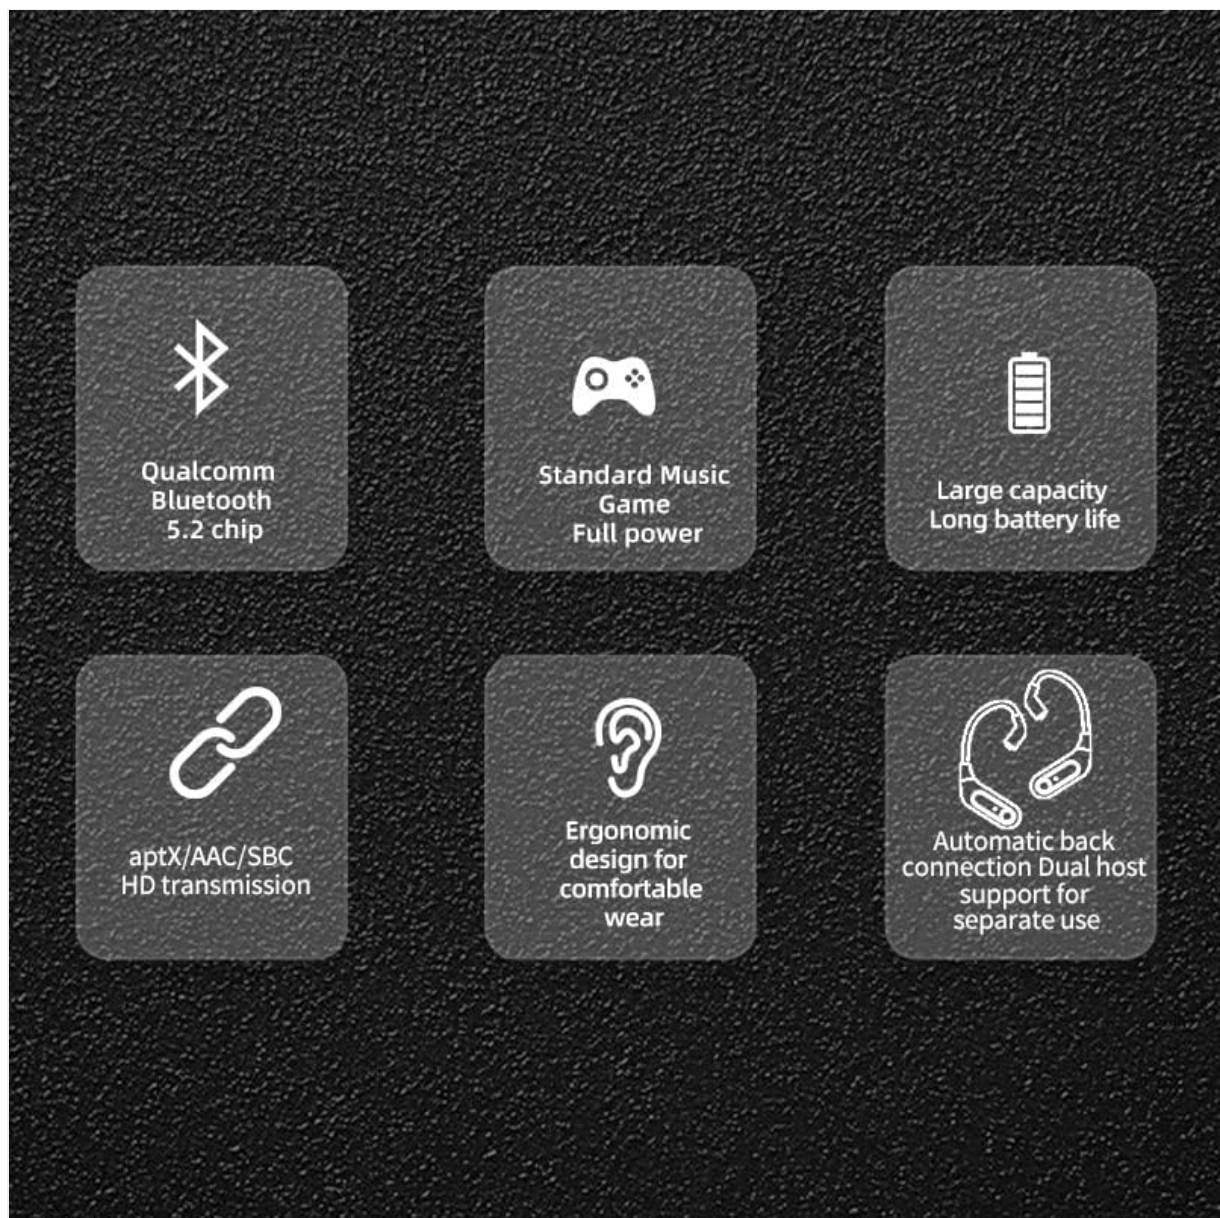 Qualcomm
Bluetooth
5.2 chip
Standard Music
Game
Full power
Large capacity
Long battery life
aptX/AAC/SBC
HD transmission
Ergonomic
design for
comfortable
wear
Automatic back
connection Dual host
support for
separate use